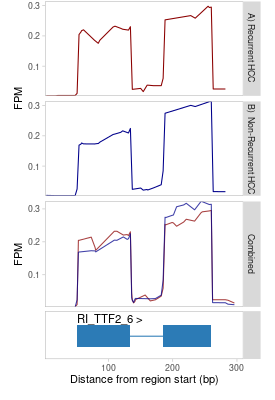 0.3
0.2
0.1
A) Recurrent HCC
FPM
0.3
0.2
0.1
B) Non-Recurrent HCC
0.3
0.2
0.1
FPM
Combined
RI_TTF2_6 >
100
200
300
Distance from region start (bp)